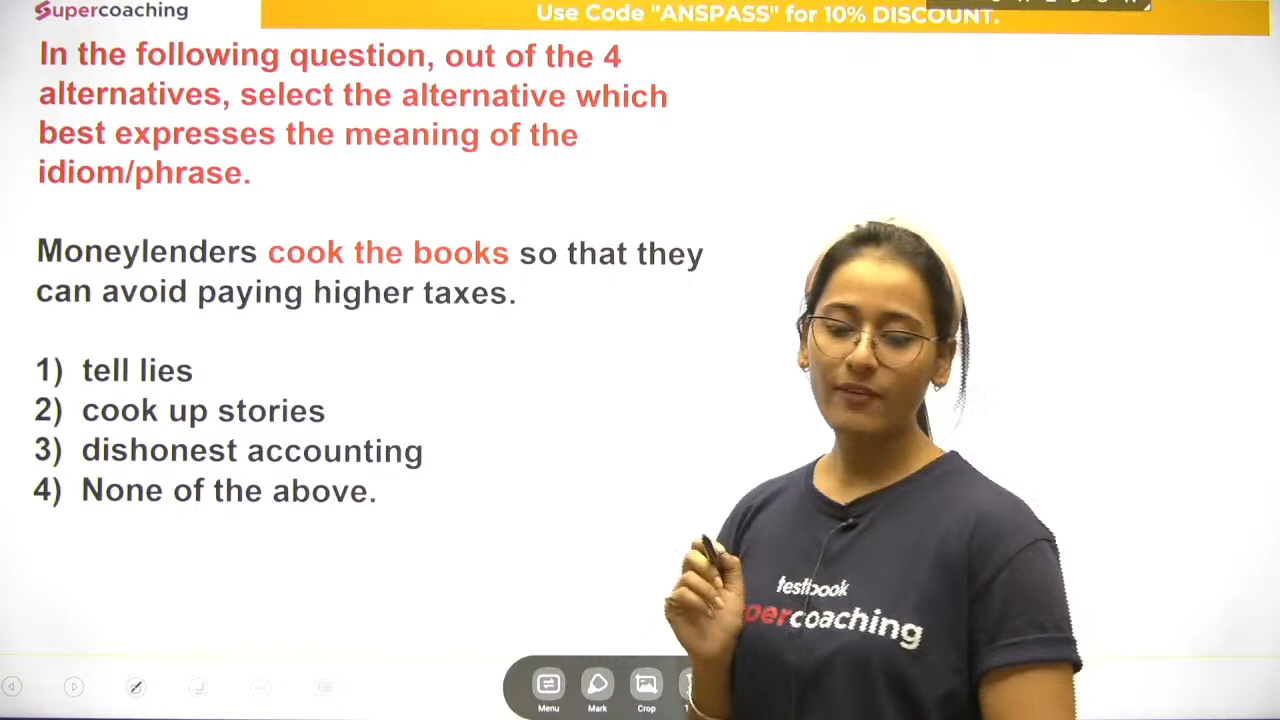 Supercoaching
Use Code "ANSPASS" for 10% DISCOUNT.
In the following question, out of the 4
alternatives, select the alternative which
best expresses the meaning of the
idiom/phrase.
Moneylenders cook the books so that they
can avoid paying higher taxes.
1) tell lies
2) cook up stories
3) dishonest accounting
4) None of the above.
testbook
percoaching
Menu
Mark
Crop